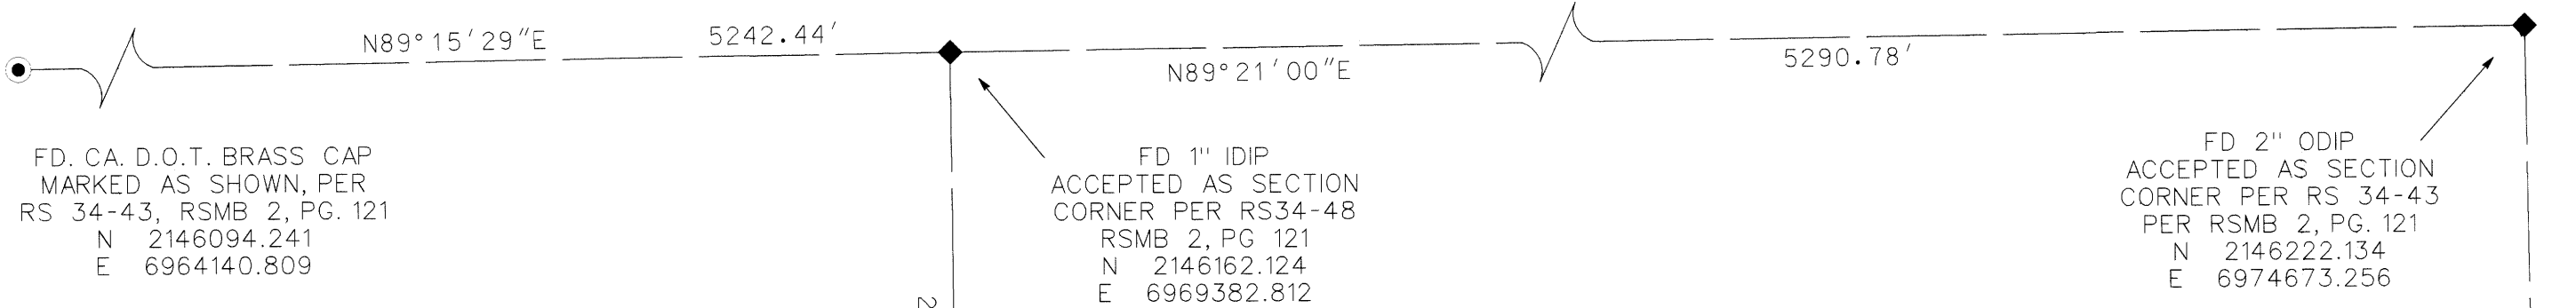 N89°15'29"E
5242.44'
N89°21'00"E
5290.78'
FD. CA. D.O.T. BRASS CAP
MARKED AS SHOWN, PER
RS 34-43, RSMB 2, PG. 121
N 2146094.241
E 6964140.809
FD 1" IDIP
ACCEPTED AS SECTION
CORNER PER RS34-48
RSMB 2, PG 121
N 2146162.124
E 6969382.812
FD 2" ODIP
ACCEPTED AS SECTION
CORNER PER RS 34-43
PER RSMB 2, PG. 121
N 2146222.134
E 6974673.256
2